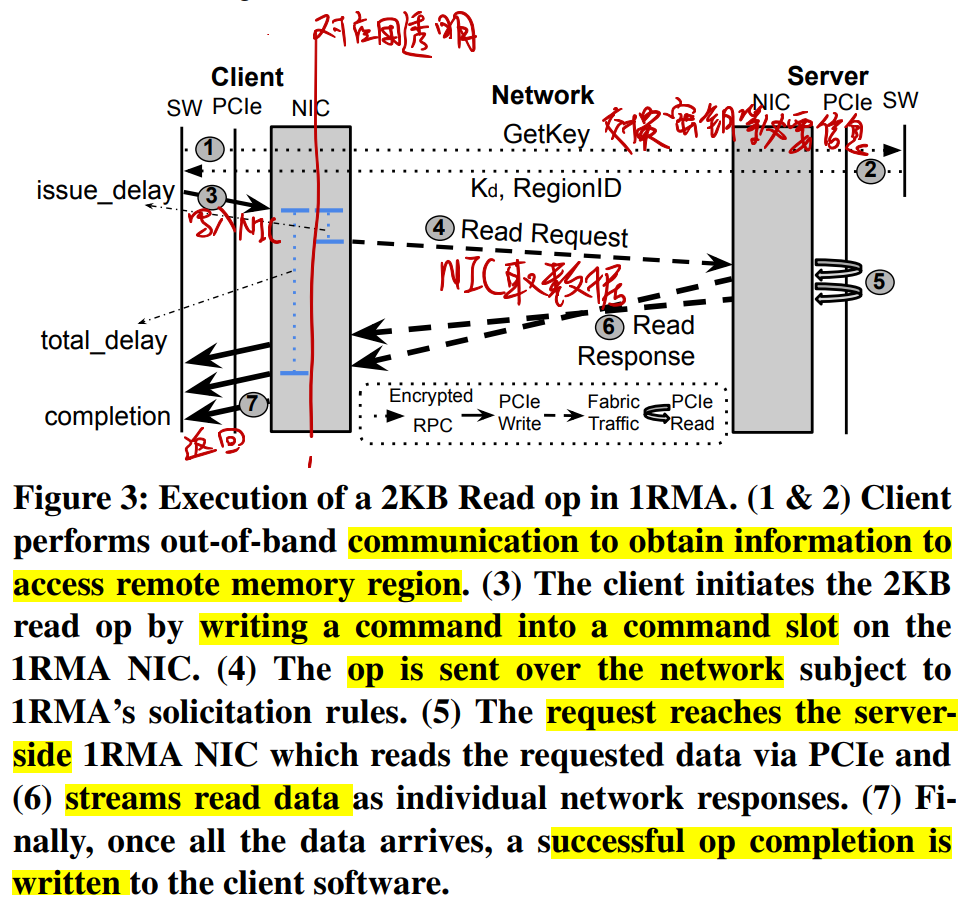 对应用透明
Client
Server
SW PCIe NIC
Network
NIC PCIe SW
GetKey
交换密钥等必要信息
1
2
Kd, RegionID
issue_delay
3
写入NIC
4 Read Request
NIC取数据
5
6 Read
Response
total_delay
completion
7
返回
Encrypted
RPC
PCIe
Write
Fabric
Traffic
PCIe
Read
Figure 3: Execution of a 2KB Read op in 1RMA. (1 & 2) Client
performs out-of-band communication to obtain information to
access remote memory region. (3) The client initiates the 2KB
read op by writing a command into a command slot on the
1RMA NIC. (4) The op is sent over the network subject to
1RMA's solicitation rules. (5) The request reaches the server-
side 1RMA NIC which reads the requested data via PCIe and
(6) streams read data as individual network responses. (7) Fi-
nally, once all the data arrives, a successful op completion is
written to the client software.